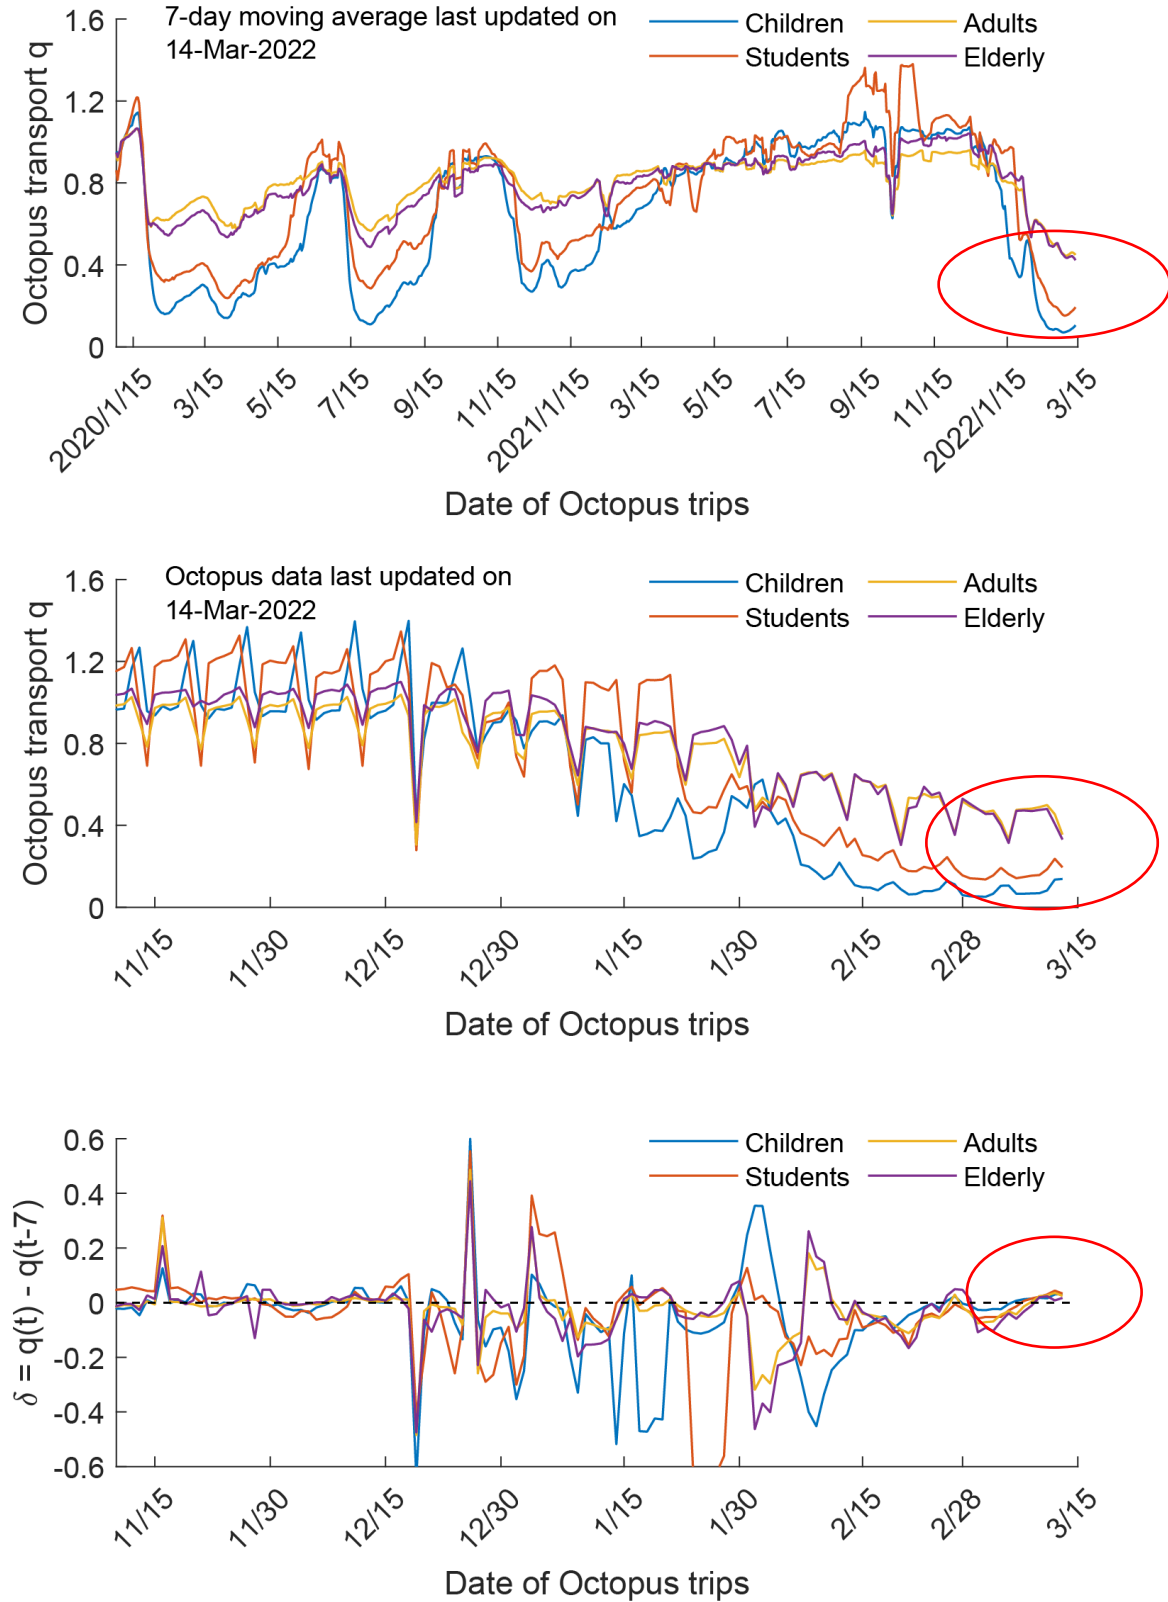 7-day moving average last updated on
14-Mar-2022
Children
Adults
Students
Elderly
Octopus transport q
1.6
1.2
0.8
0.4
0
2020/1/15
3/15
5/15
7/15
9/15
11/15
2021/1/15
3/15
5/15
7/15
9/15
11/15
2022/1/15
3/15
Date of Octopus trips
Octopus data last updated on
14-Mar-2022
Children
Adults
Students
Elderly
Octopus transport q
1.6
1.2
0.8
0.4
0
11/15
11/30
12/15
12/30
1/15
1/30
2/15
2/28
3/15
Date of Octopus trips
Children
Adults
Students
Elderly
δ = q(t) - q(t-7)
0.6
0.4
0.2
0
-0.2
-0.4
-0.6
11/15
11/30
12/15
12/30
1/15
1/30
2/15
2/28
3/15
Date of Octopus trips